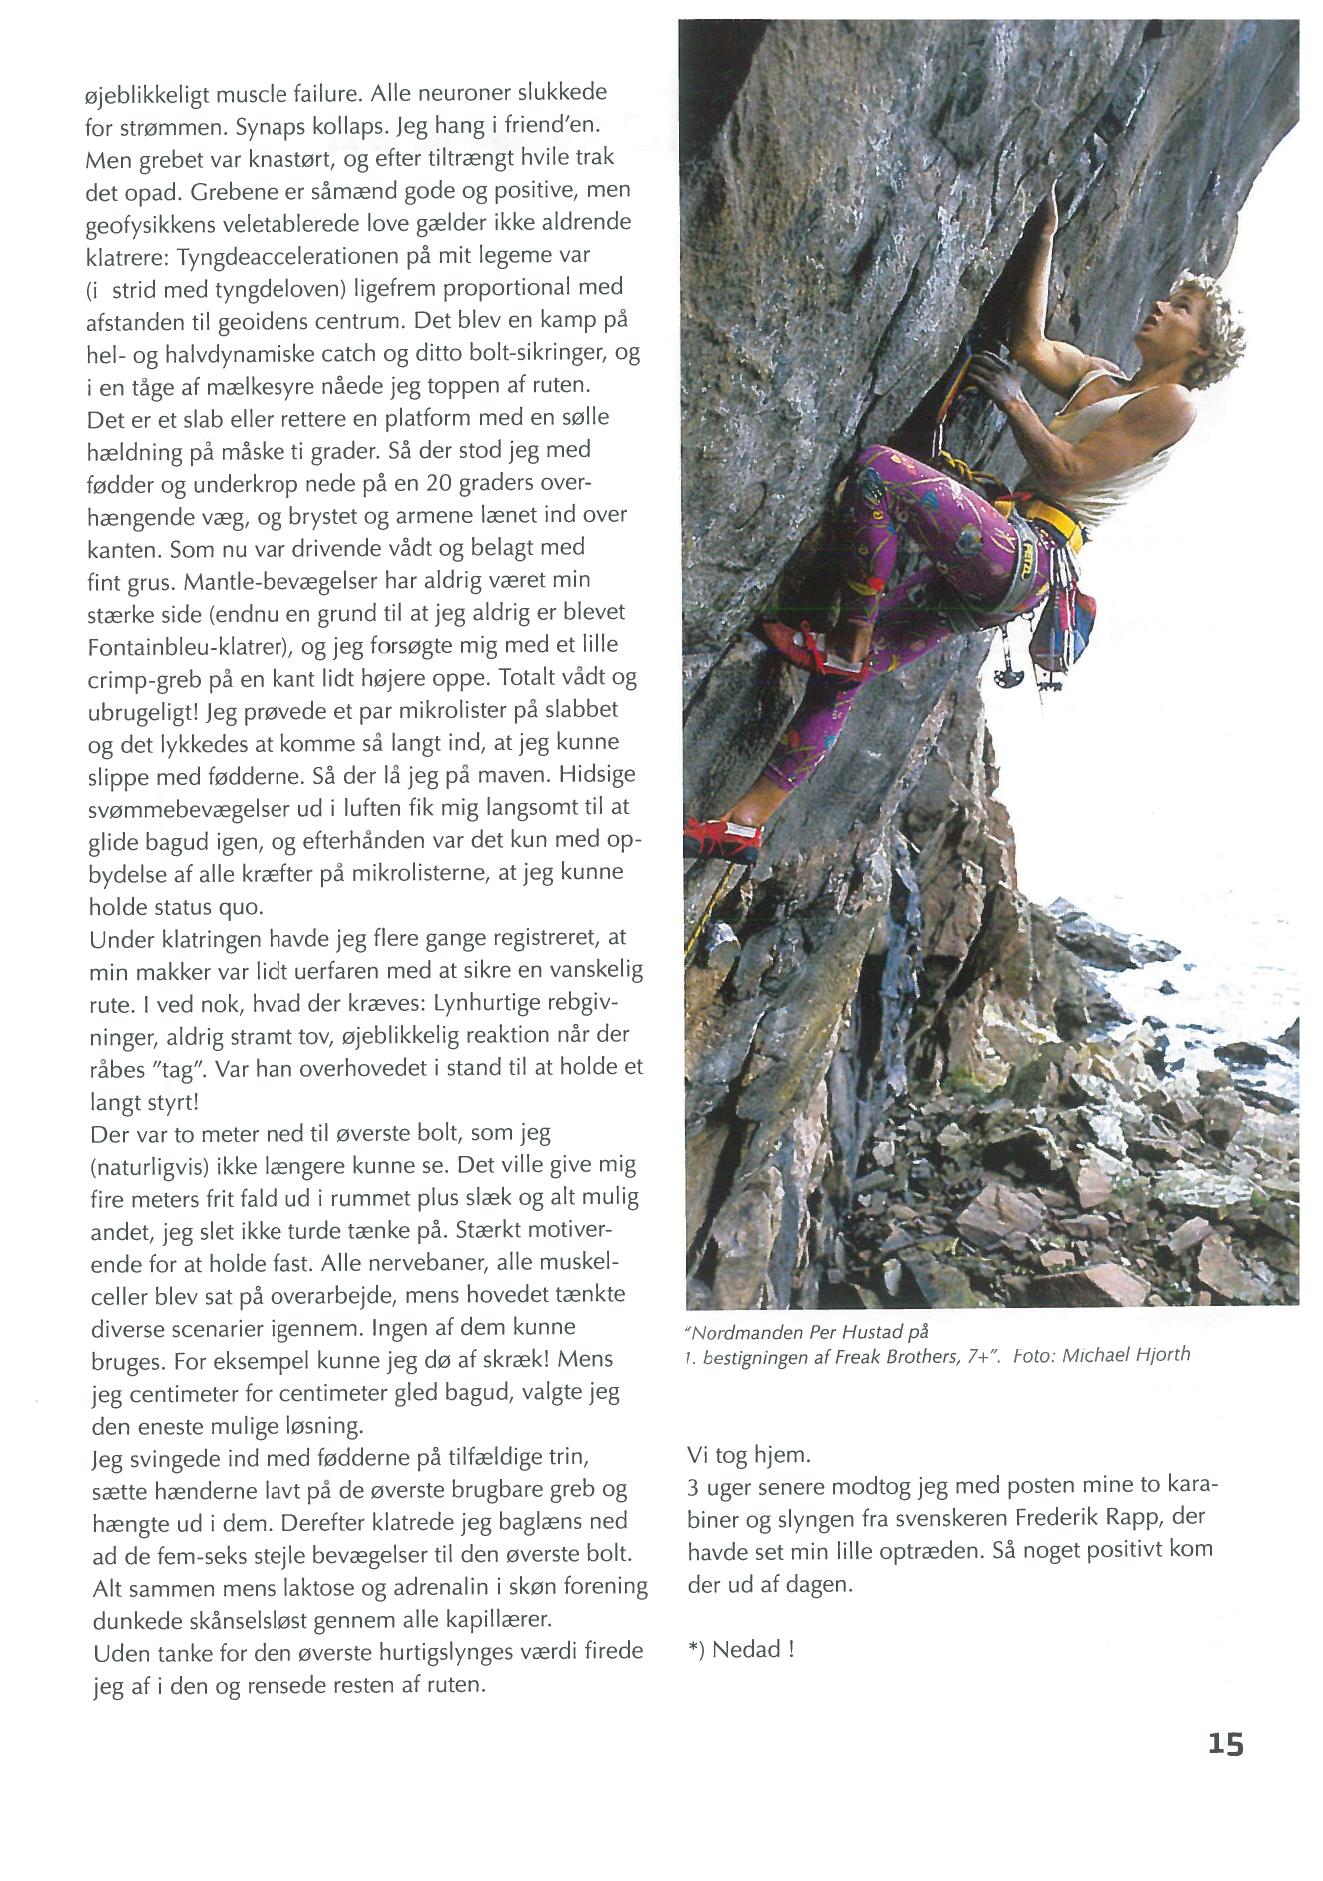 øjeblikkeligt muscle failure. Alle neuroner slukkede
for strømmen. Synaps kollaps. Jeg hang i friend'en.
Men grebet var knastørt, og efter tiltrængt hvile trak
det opad. Grebene er såmænd gode og positive, men
geofysikkens veletablerede love gælder ikke aldrende
klatrere: Tyngdeaccelerationen på mit legeme var
(i strid med tyngdeloven) ligefrem proportional med
afstanden til geoidens centrum. Det blev en kamp på
hel- og halvdynamiske catch og ditto bolt-sikringer, og
i en tåge af mælkesyre nåede jeg toppen af ruten.
Det er et slab eller rettere en platform med en sølle
hældning på måske ti grader. Så der stod jeg med
fødder og underkrop nede på en 20 graders over-
hængende væg, og brystet og armene lænet ind over
kanten. Som nu var drivende vådt og belagt med
fint grus. Mantle-bevægelser har aldrig været min
stærke side (endnu en grund til at jeg aldrig er blevet
Fontainbleu-klatrer), og jeg forsøgte mig med et lille
crimp-greb på en kant lidt højere oppe. Totalt vådt og
ubrugeligt! Jeg prøvede et par mikrolister på slabbet
og det lykkedes at komme så langt ind, at jeg kunne
slippe med fødderne. Så der lå jeg på maven. Hidsige
svømmebevægelser ud i luften fik mig langsomt til at
glide bagud igen, og efterhånden var det kun med op-
bydelse af alle kræfter på mikrolisterne, at jeg kunne
holde status quo.
Under klatringen havde jeg flere gange registreret, at
min makker var lidt uerfaren med at sikre en vanskelig
rute. I ved nok, hvad der kræves: Lynhurtige rebgiv-
ninger, aldrig stramt tov, øjeblikkelig reaktion når der
råbes "tag". Var han overhovedet i stand til at holde et
langt styrt!
Der var to meter ned til øverste bolt, som jeg
(naturligvis) ikke længere kunne se. Det ville give mig
fire meters frit fald ud i rummet plus slæk og alt mulig
andet, jeg slet ikke turde tænke på. Stærkt motiver-
ende for at holde fast. Alle nervebaner, alle muskel-
celler blev sat på overarbejde, mens hovedet tænkte
diverse scenarier igennem. Ingen af dem kunne
bruges. For eksempel kunne jeg dø af skræk! Mens
jeg centimeter for centimeter gled bagud, valgte jeg
den eneste mulige løsning.
Jeg svingede ind med fødderne på tilfældige trin,
sætte hænderne lavt på de øverste brugbare greb og
hængte ud i dem. Derefter klatrede jeg baglæns ned
ad de fem-seks stejle bevægelser til den øverste bolt.
Alt sammen mens laktose og adrenalin i skøn forening
dunkede skånselsløst gennem alle kapillærer.
Uden tanke for den øverste hurtigslynges værdi firede
jeg af i den og rensede resten af ruten.
PETZL
"Nordmanden Per Hustad på
1. bestigningen af Freak Brothers, 7+". Foto: Michael Hjorth
Vi tog hjem.
3 uger senere modtog jeg med posten mine to kara-
biner og slyngen fra svenskeren Frederik Rapp, der
havde set min lille optræden. Så noget positivt kom
der ud af dagen.
*) Nedad !
15